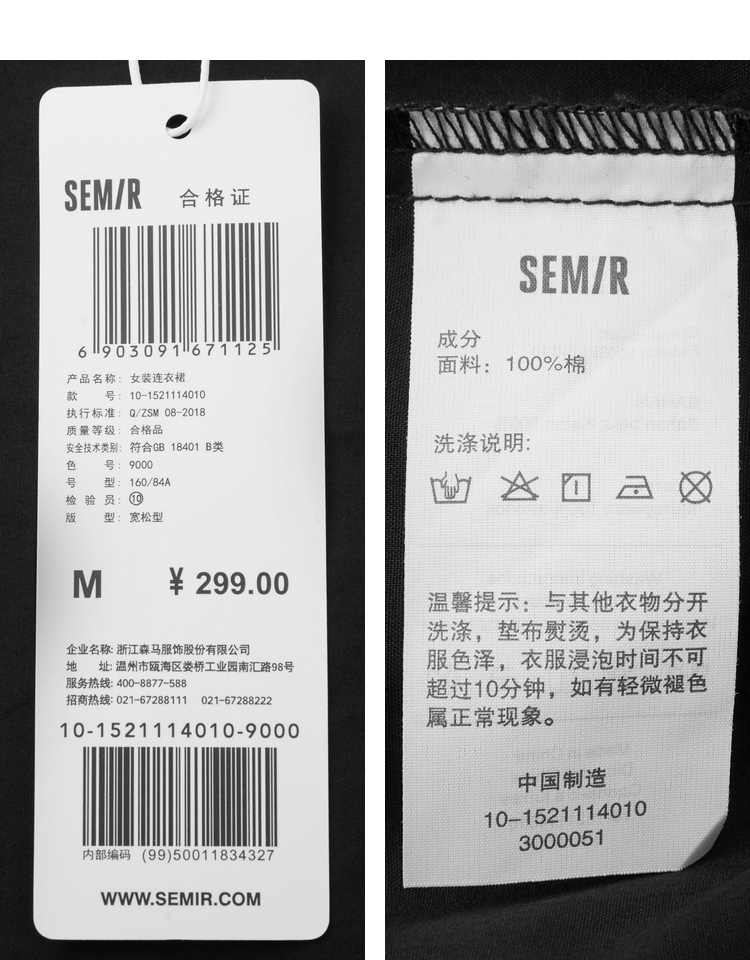 SEMIR 合格证
6 903091 671125
产品名称: 女装连衣裙
款 号: 10-1521114010
执行标准: Q/ZSM 08-2018
质量等级: 合格品
安全技术类别: 符合GB 18401 B类
色 号: 9000
号 型: 160/84A
检 验 员: ⑩
版 型: 宽松型
M ¥ 299.00
企业名称: 浙江森马服饰股份有限公司
地 址: 温州市瓯海区娄桥工业园南汇路98号
服务热线: 400-8877-588
招商热线: 021-67288111 021-67288222
10-1521114010-9000
内部编码 (99)50011834327
WWW.SEMIR.COM
SEMIR
成分
面料: 100%棉
洗涤说明:
温馨提示: 与其他衣物分开
洗涤，垫布熨烫，为保持衣
服色泽，衣服浸泡时间不可
超过10分钟，如有轻微褪色
属正常现象。
中国制造
10-1521114010
3000051